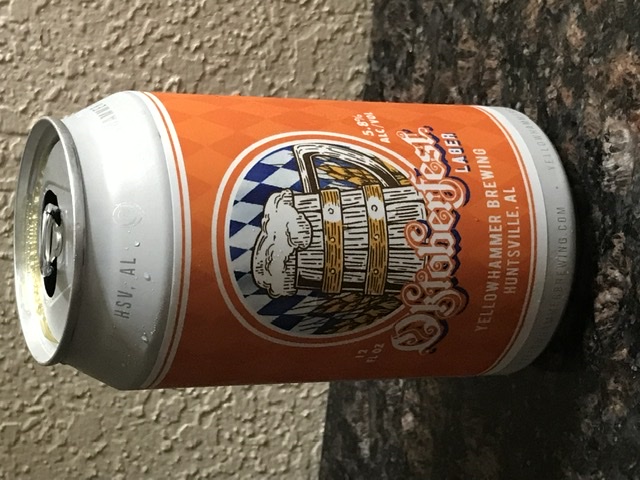 HSV, AL
5.8%
ALC/VOL
12
FL OZ
Oktoberfest
LAGER
YELLOWHAMMER BREWING
HUNTSVILLE, AL